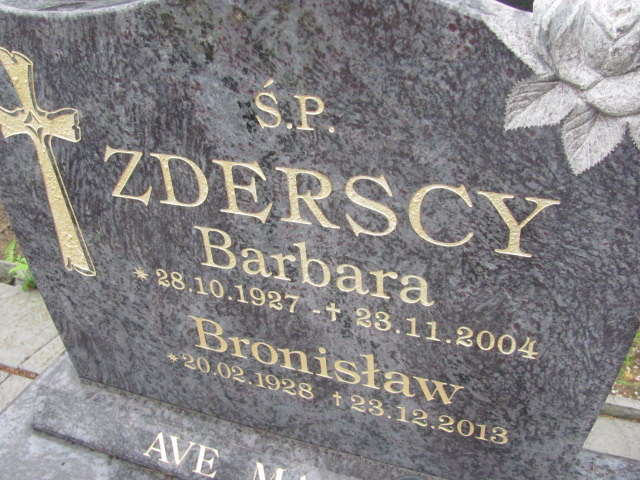 Ś.P.
ZDERSCY
Barbara
* 28.10.1927 - † 23.11.2004
Bronisław
* 20.02.1928 † 23.12.2013
AVE